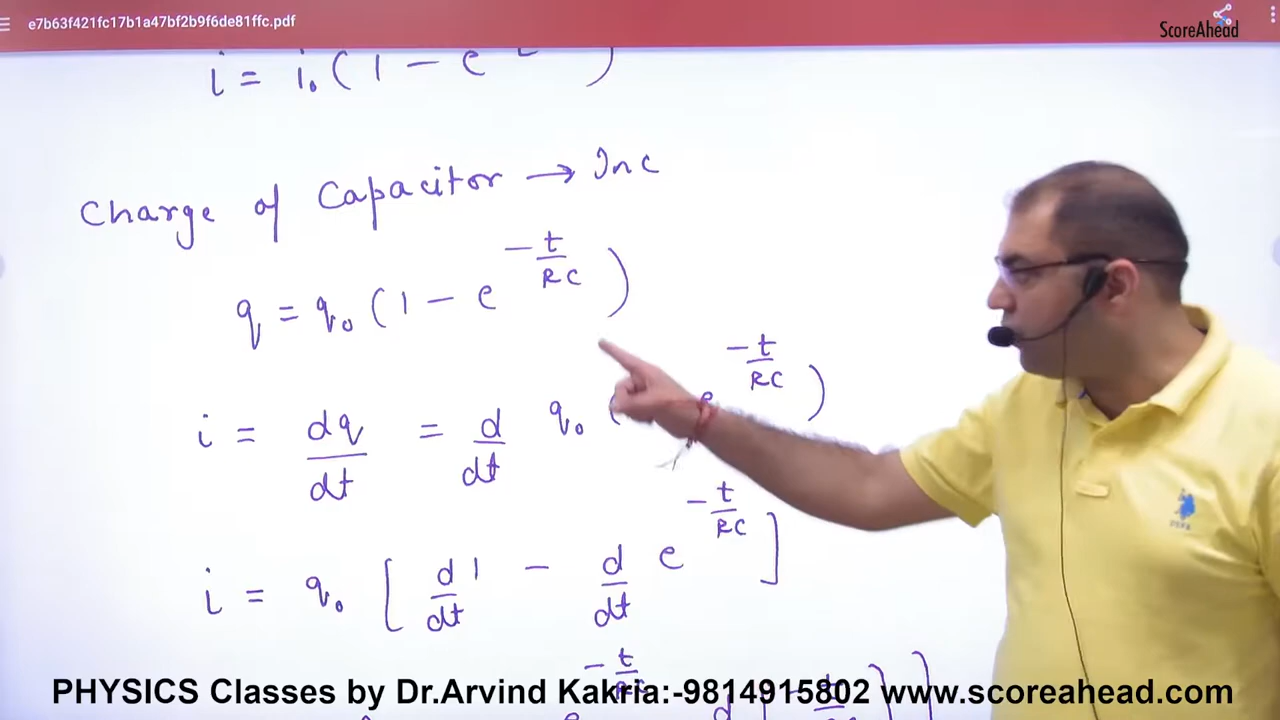 e7b63f421fc17b1a47bf2b9f6de81ffc.pdf
ScoreAhead
i = i₀ ( 1 − e )
Charge of Capacitor → Inc
q = q₀ ( 1 − e^(−t/RC) )
i = dq/dt = d/dt q₀ ( e^(−t/RC) )
i = q₀ [ d/dt 1 − d/dt e^(−t/RC) ]
PHYSICS Classes by Dr.Arvind Kakria:-9814915802 www.scoreahead.com